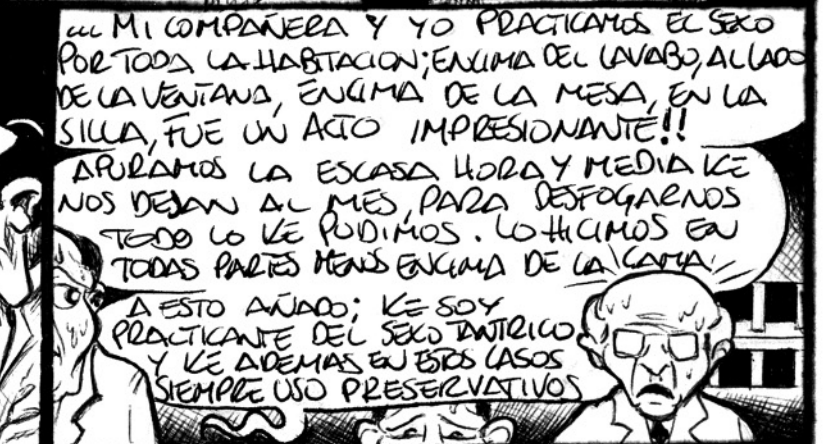 ... MI COMPAÑERA Y YO PRACTICAMOS EL SEXO
POR TODA LA HABITACION; ENCIMA DEL LAVABO, AL LADO
DE LA VENTANA, ENCIMA DE LA MESA, EN LA
SILLA, FUE UN ACTO IMPRESIONANTE!!
APURAMOS LA ESCASA HORA Y MEDIA KE
NOS DEJAN AL MES, PARA DESFOGARNOS
TODO LO KE PUDIMOS. LO HICIMOS EN
TODAS PARTES MENOS ENCIMA DE LA CAMA
A ESTO AÑADO; KE SOY
PRACTICANTE DEL SEXO TANTRICO
Y KE ADEMAS EN ESTOS CASOS
SIEMPRE USO PRESERVATIVOS